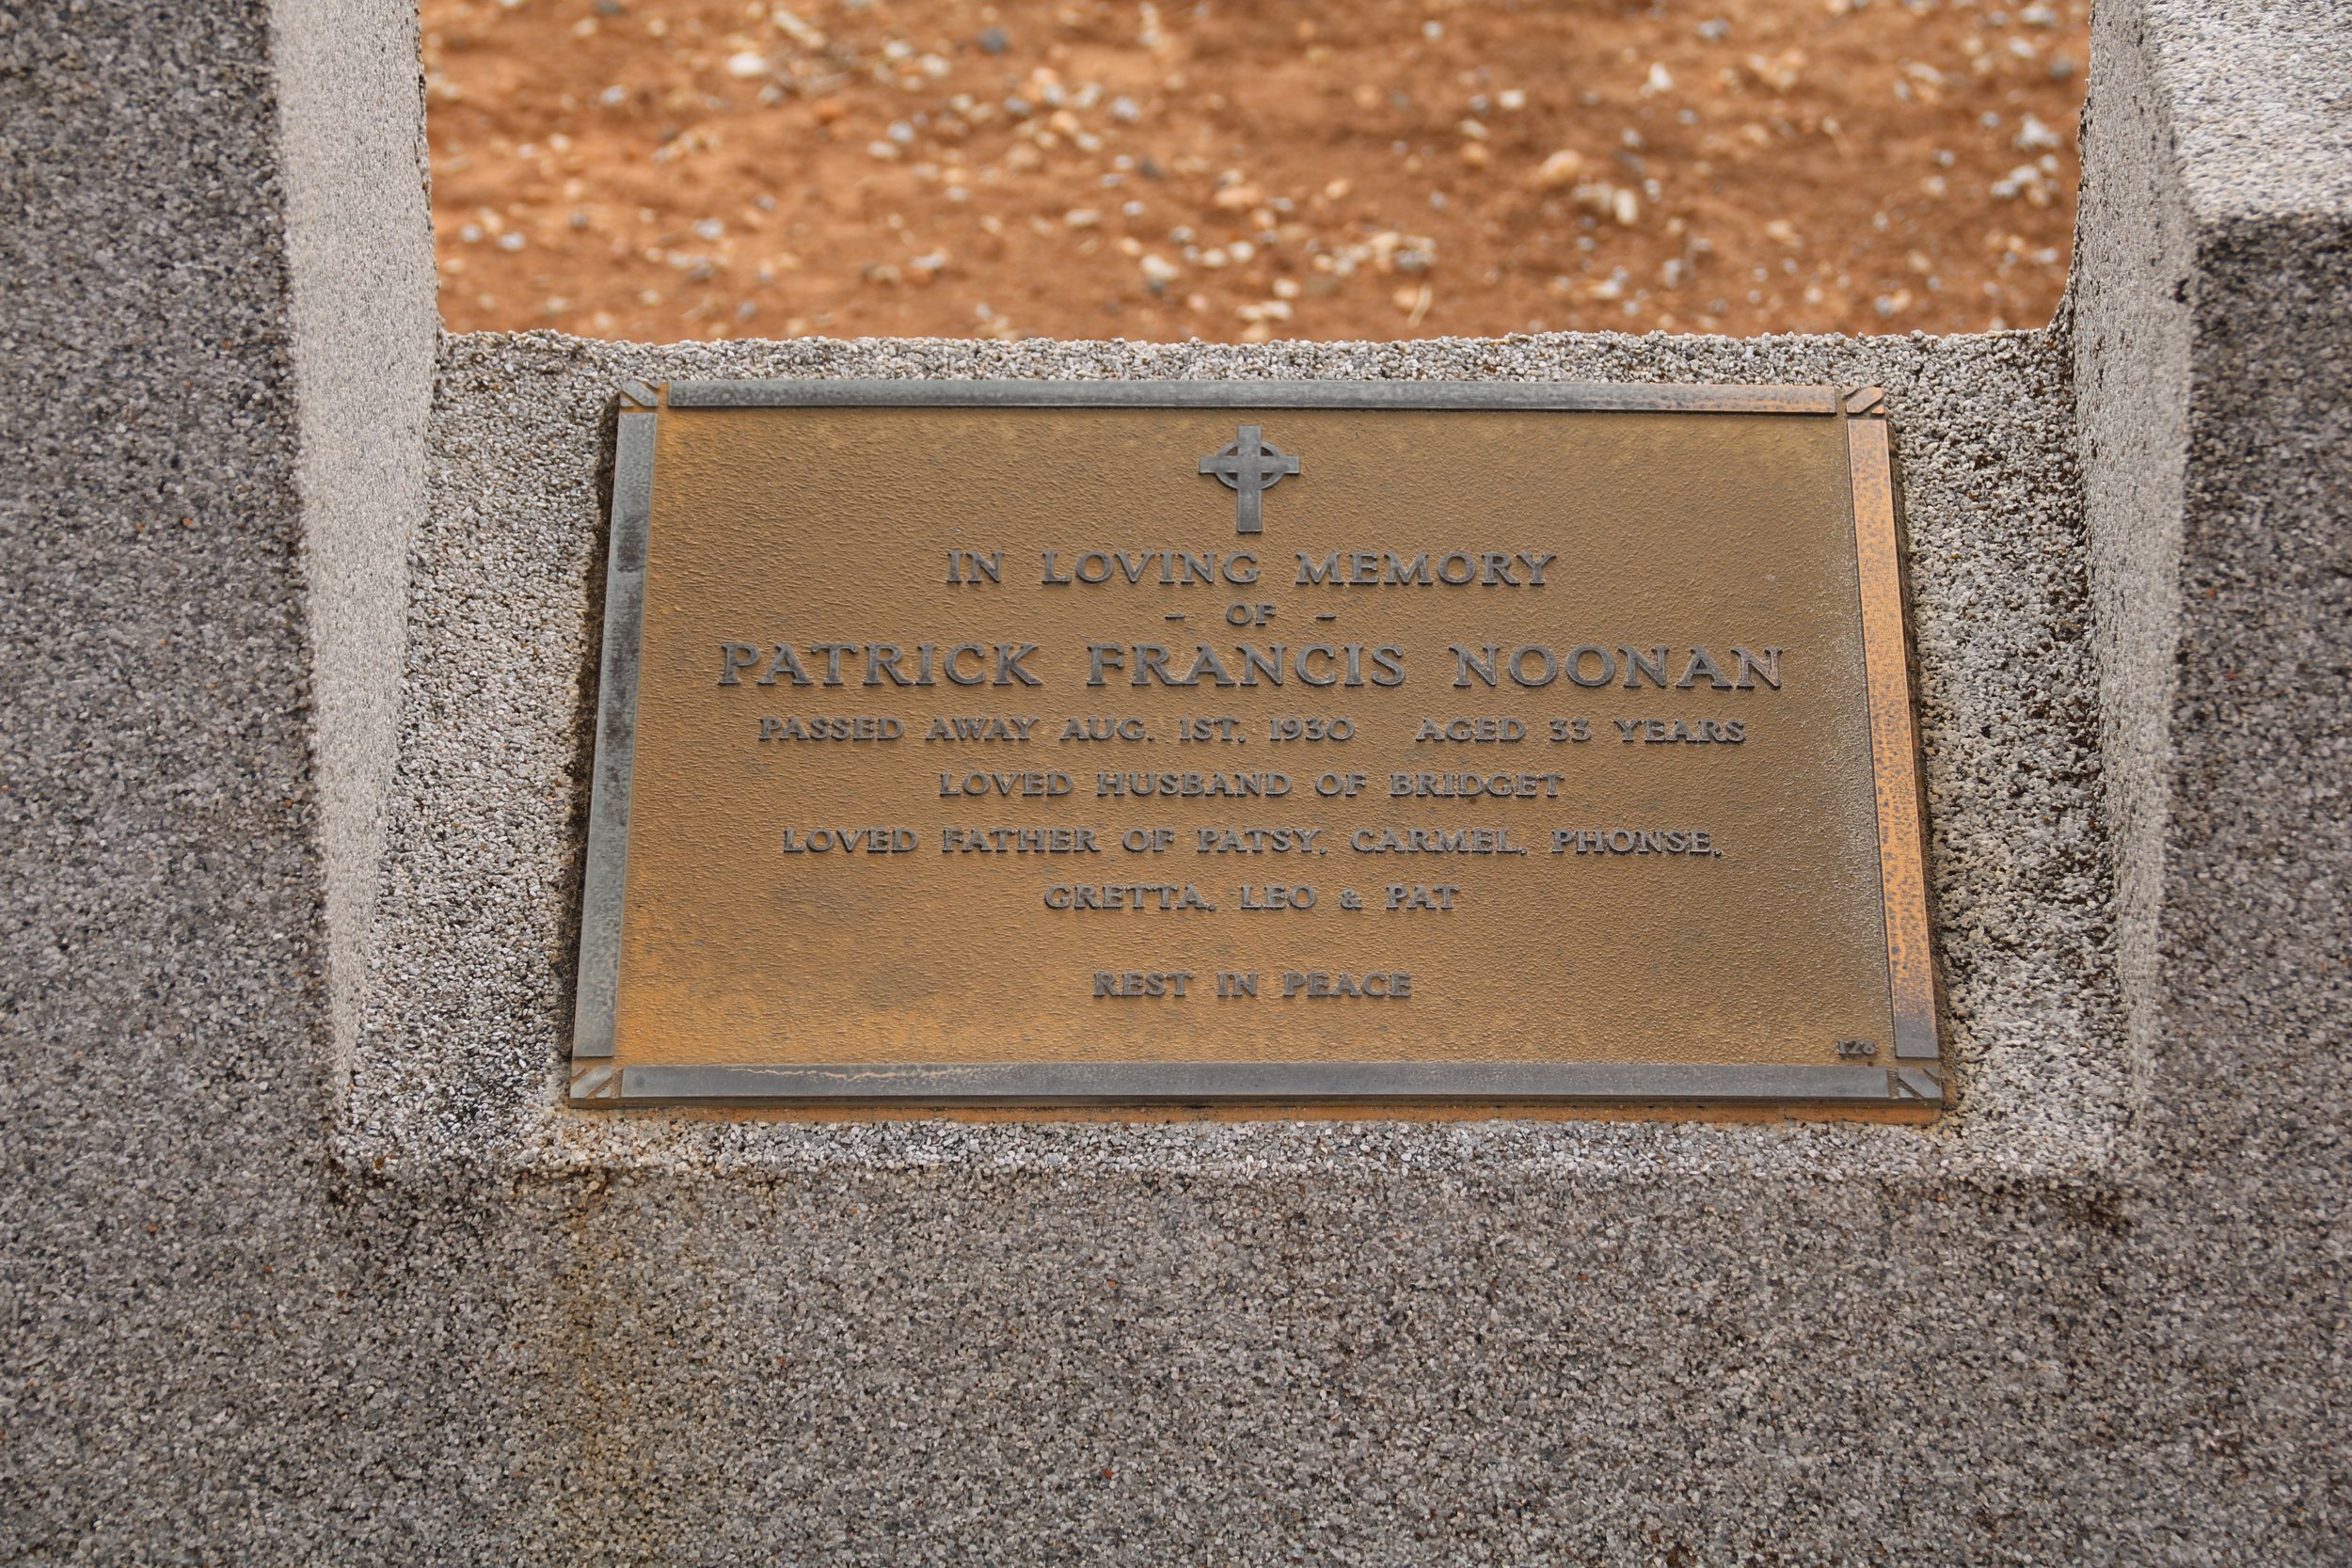 IN LOVING MEMORY
- OF -
PATRICK FRANCIS NOONAN
PASSED AWAY AUG. 1ST. 1930 AGED 33 YEARS
LOVED HUSBAND OF BRIDGET
LOVED FATHER OF PATSY, CARMEL, PHONSE,
GRETTA, LEO & PAT
REST IN PEACE
126